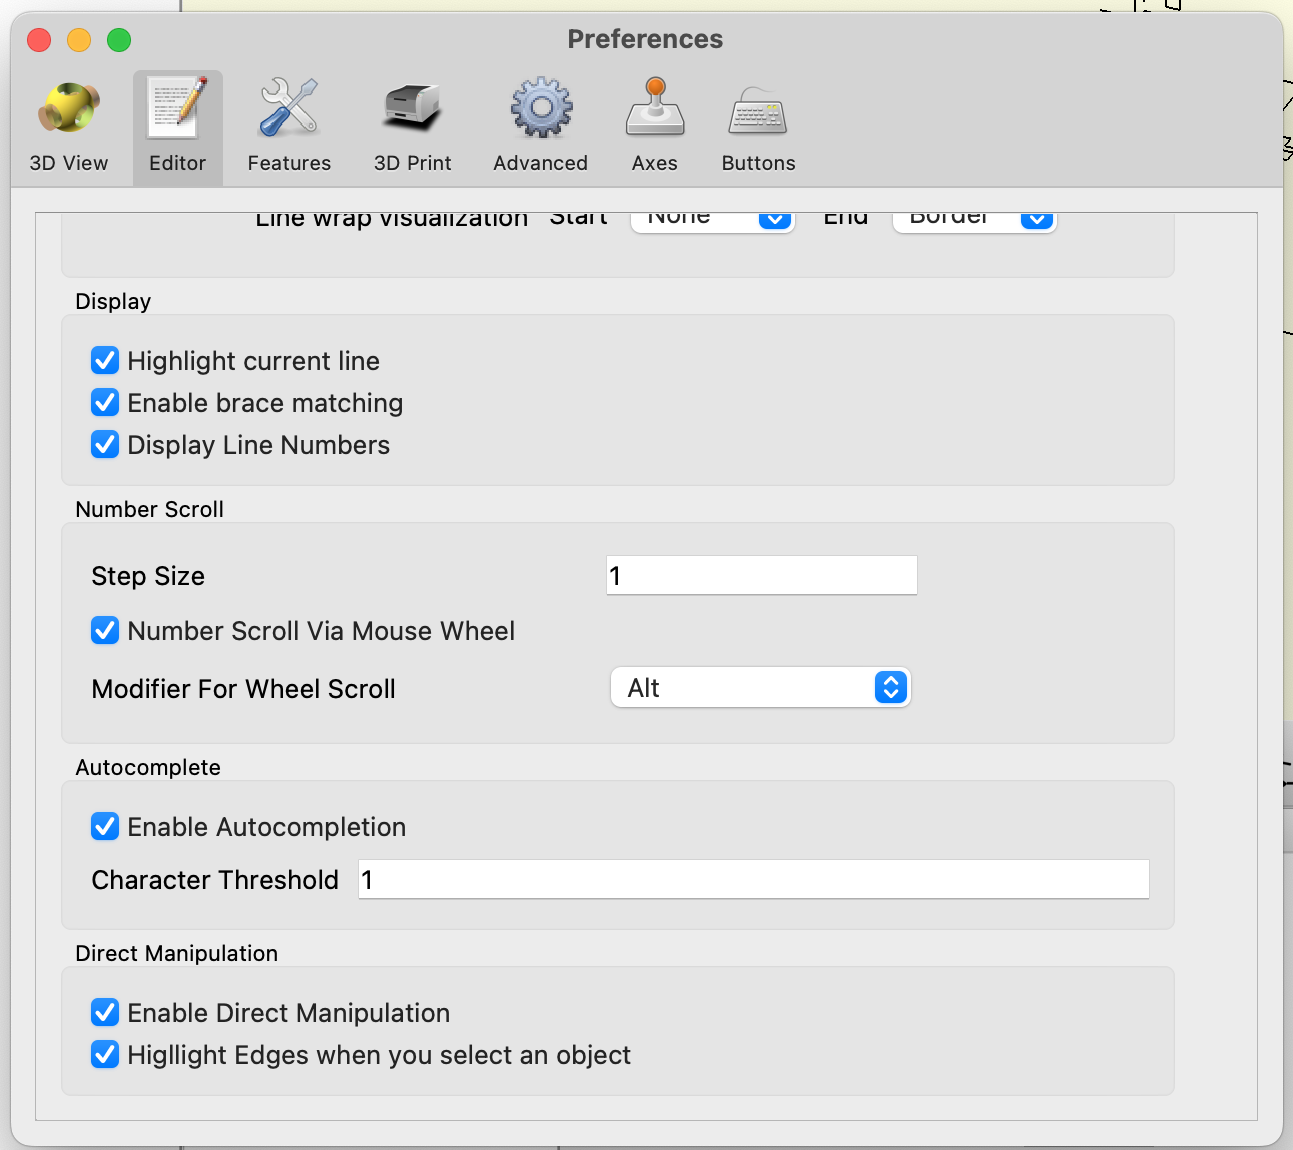 Preferences
3D View Editor Features 3D Print Advanced Axes Buttons
Line wrap visualization Start None End Border
Display
Highlight current line
Enable brace matching
Display Line Numbers
Number Scroll
Step Size 1
Number Scroll Via Mouse Wheel
Modifier For Wheel Scroll Alt
Autocomplete
Enable Autocompletion
Character Threshold 1
Direct Manipulation
Enable Direct Manipulation
Higllight Edges when you select an object